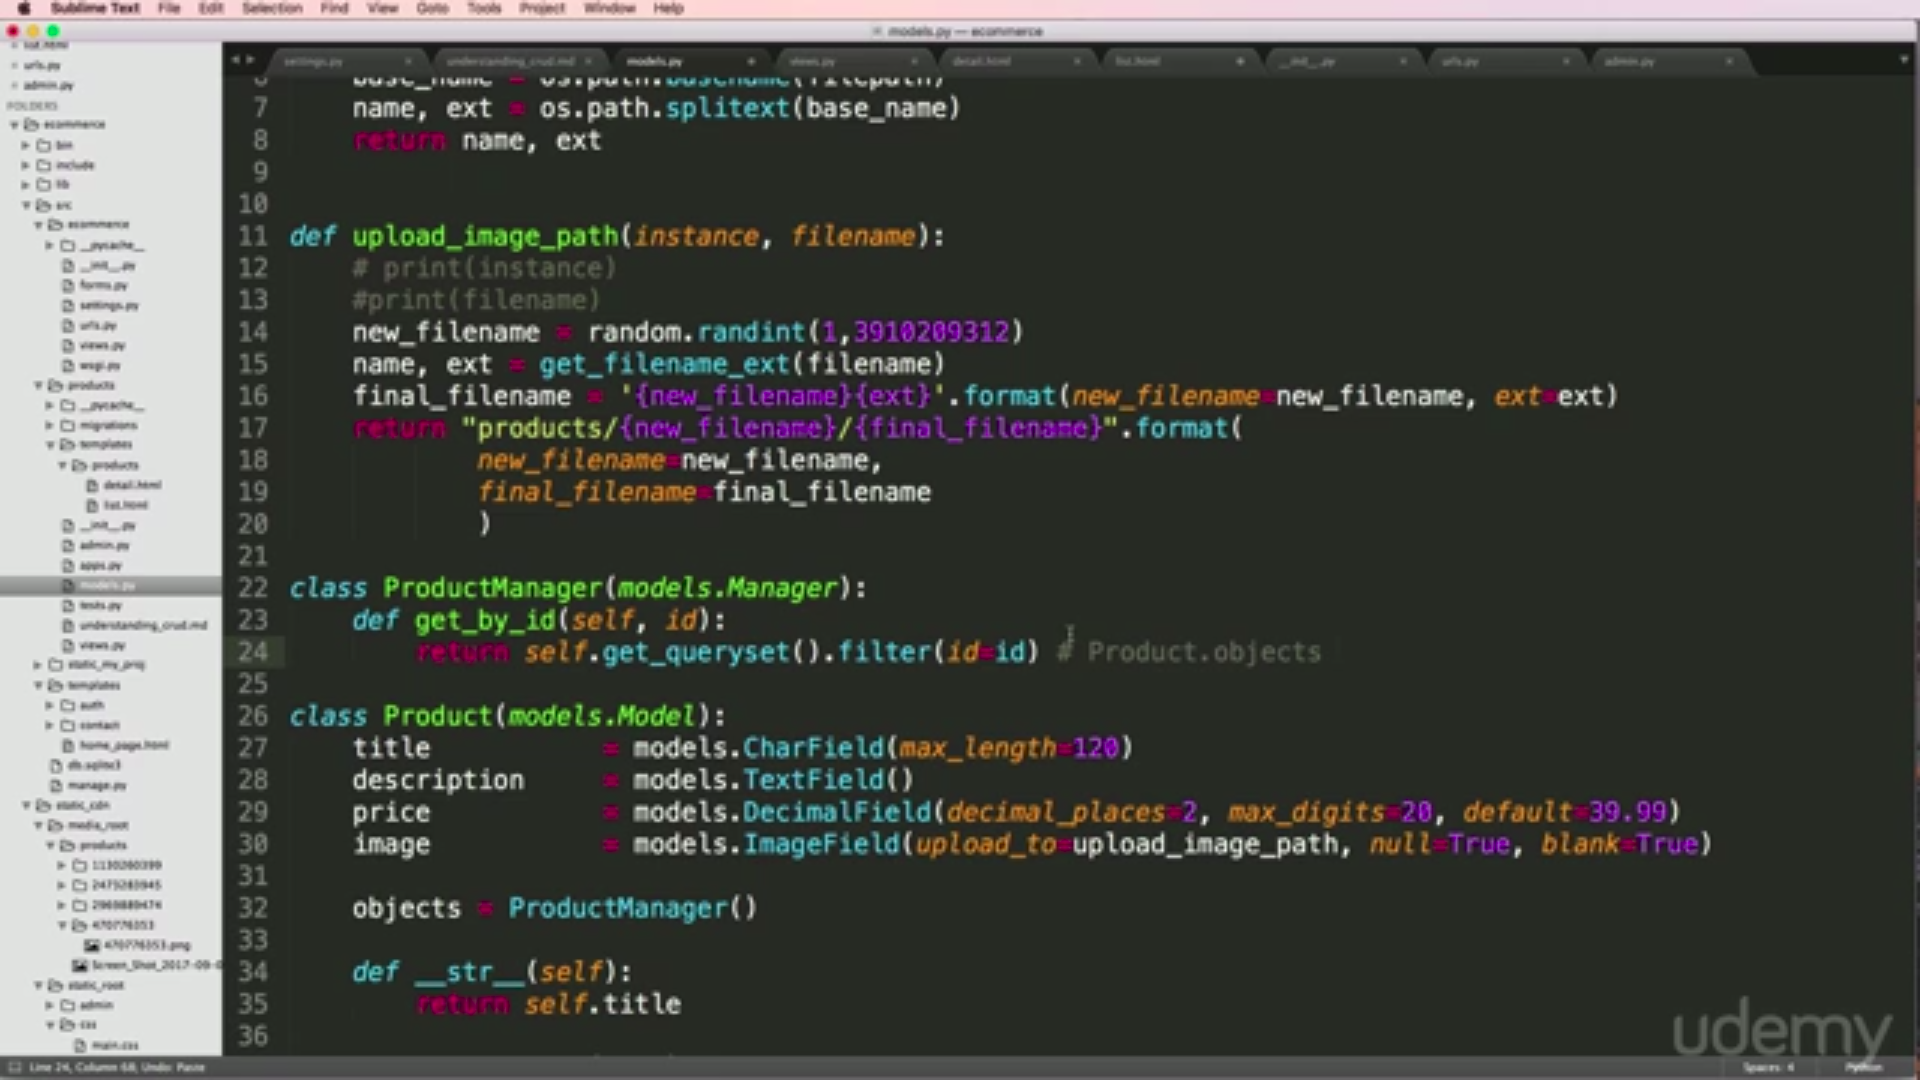 Sublime Text File Edit Selection Find View Goto Tools Project Window Help
models.py — ecommerce
list.html
urls.py
admin.py
FOLDERS
ecommerce
bin
include
lib
src
ecommerce
__pycache__
__init__.py
forms.py
settings.py
urls.py
views.py
wsgi.py
products
__pycache__
migrations
templates
products
detail.html
list.html
__init__.py
admin.py
apps.py
models.py
tests.py
understanding_crud.md
views.py
static_my_proj
templates
auth
contact
home_page.html
db.sqlite3
manage.py
static_cdn
media_root
products
1130260399
2473283945
2969889474
470776353
470776353.png
Screen_Shot_2017-09-0
static_root
admin
css
main.css
settings.py understanding_crud.md models.py views.py detail.html list.html __init__.py urls.py admin.py
6 base_name = os.path.basename(filepath)
7 name, ext = os.path.splitext(base_name)
8 return name, ext
9
10
11 def upload_image_path(instance, filename):
12 # print(instance)
13 #print(filename)
14 new_filename = random.randint(1,3910209312)
15 name, ext = get_filename_ext(filename)
16 final_filename = '{new_filename}{ext}'.format(new_filename=new_filename, ext=ext)
17 return "products/{new_filename}/{final_filename}".format(
18 new_filename=new_filename,
19 final_filename=final_filename
20 )
21
22 class ProductManager(models.Manager):
23 def get_by_id(self, id):
24 return self.get_queryset().filter(id=id) # Product.objects
25
26 class Product(models.Model):
27 title = models.CharField(max_length=120)
28 description = models.TextField()
29 price = models.DecimalField(decimal_places=2, max_digits=20, default=39.99)
30 image = models.ImageField(upload_to=upload_image_path, null=True, blank=True)
31
32 objects = ProductManager()
33
34 def __str__(self):
35 return self.title
36
udemy
Line 24, Column 68; Undo: Paste Spaces: 4 Python